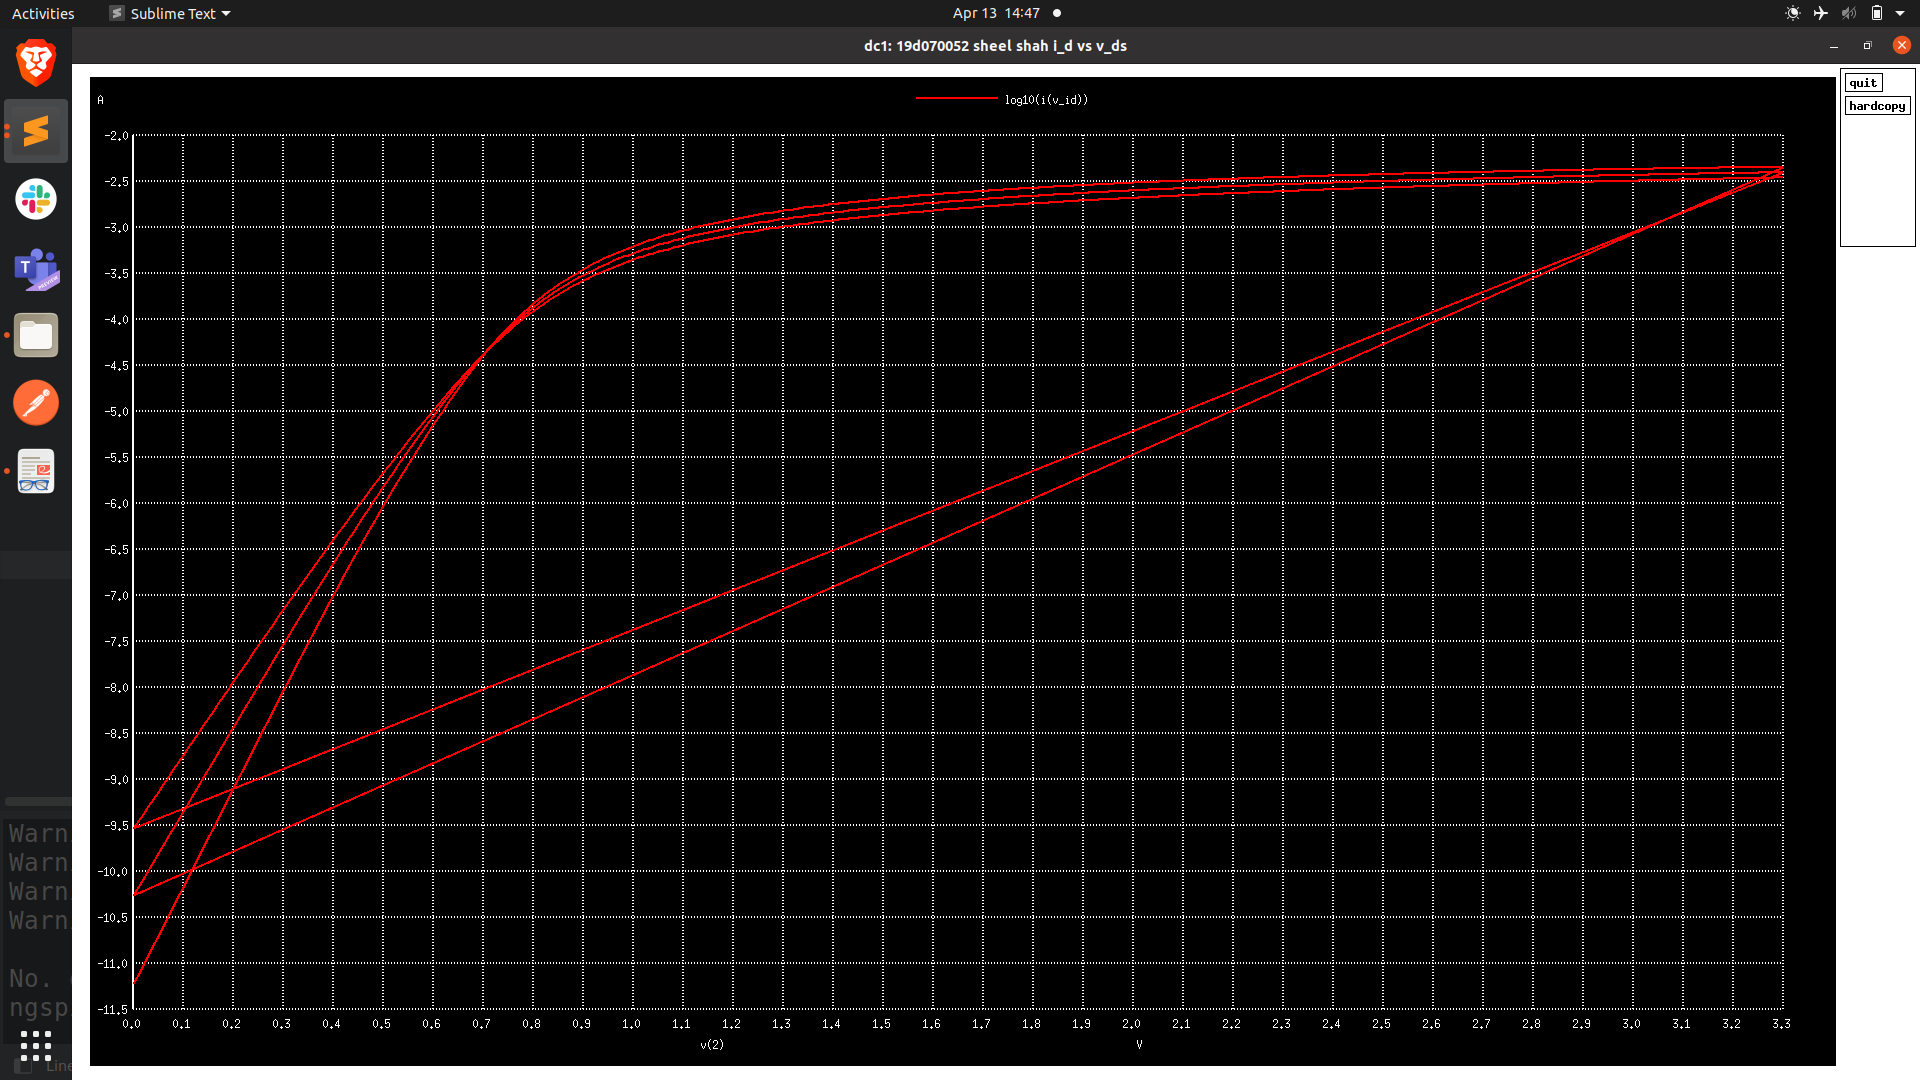 Activities
Sublime Text
Apr 13 14:47
dc1: 19d070052 sheel shah i_d vs v_ds
quit
hardcopy
A
log10(i(v_id))
-2.0
-2.5
-3.0
-3.5
-4.0
-4.5
-5.0
-5.5
-6.0
-6.5
-7.0
-7.5
-8.0
-8.5
-9.0
-9.5
-10.0
-10.5
-11.0
-11.5
0.0 0.1 0.2 0.3 0.4 0.5 0.6 0.7 0.8 0.9 1.0 1.1 1.2 1.3 1.4 1.5 1.6 1.7 1.8 1.9 2.0 2.1 2.2 2.3 2.4 2.5 2.6 2.7 2.8 2.9 3.0 3.1 3.2 3.3
v(2) V
T
PREVIEW
Warn
Warn
Warn
Warn
No.
ngsp
Line